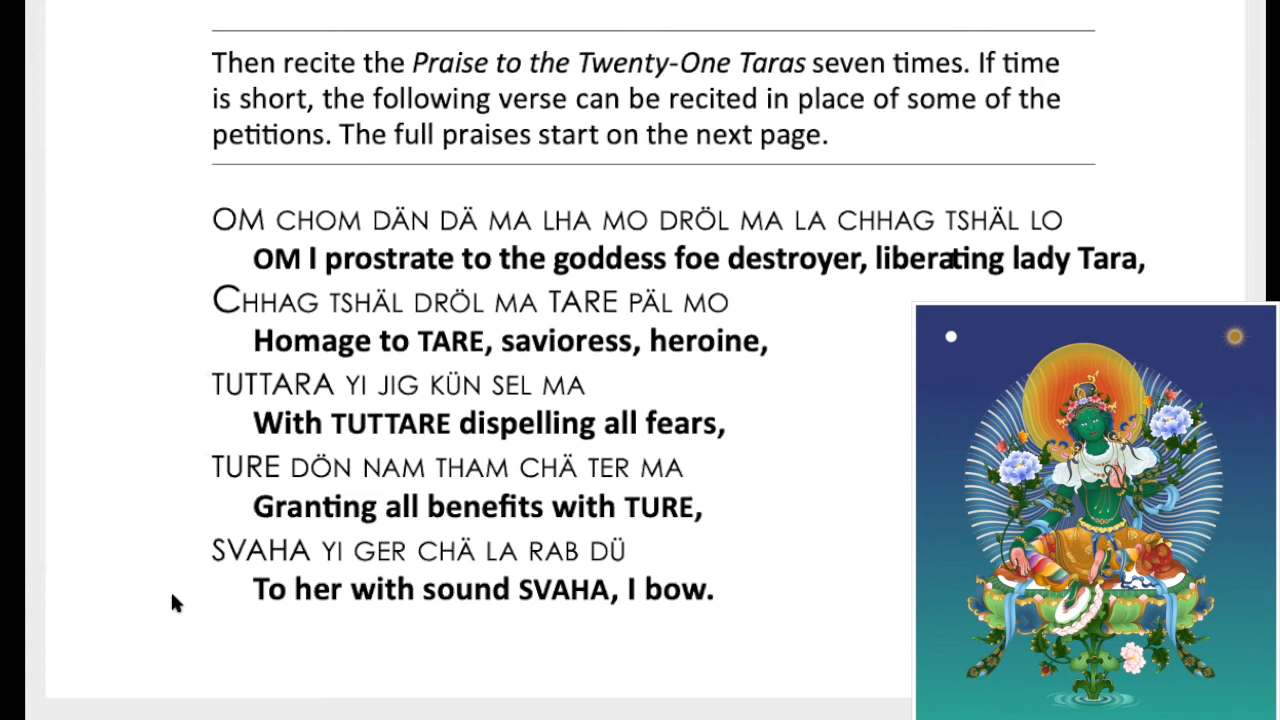 Then recite the Praise to the Twenty-One Taras seven times. If time
is short, the following verse can be recited in place of some of the
petitions. The full praises start on the next page.
OM CHOM DÄN DÄ MA LHA MO DRÖL MA LA CHHAG TSHÄL LO
OM I prostrate to the goddess foe destroyer, liberating lady Tara,
CHHAG TSHÄL DRÖL MA TARE PÄL MO
Homage to TARE, savioress, heroine,
TUTTARA YI JIG KÜN SEL MA
With TUTTARE dispelling all fears,
TURE DÖN NAM THAM CHÄ TER MA
Granting all benefits with TURE,
SVAHA YI GER CHÄ LA RAB DÜ
To her with sound SVAHA, I bow.